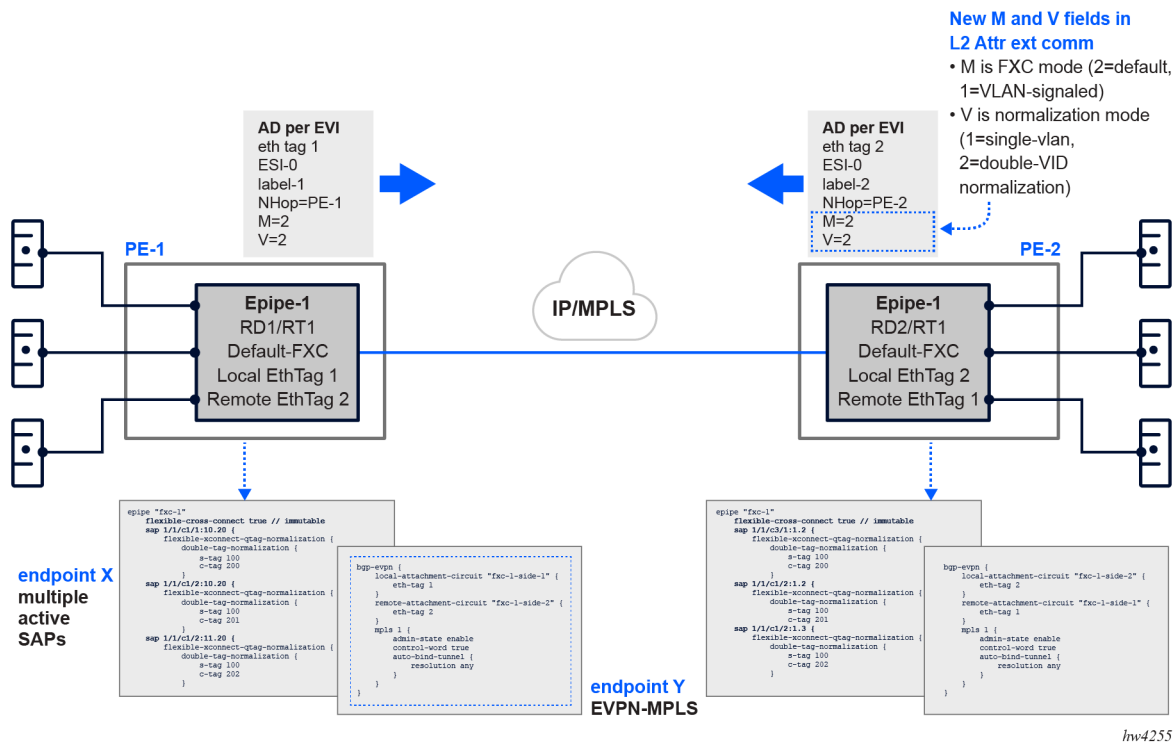 New M and V fields in
L2 Attr ext comm
• M is FXC mode (2=default,
1=VLAN-signaled)
• V is normalization mode
(1=single-vlan,
2=double-VID
normalization)
AD per EVI
eth tag 1
ESI-0
label-1
NHop=PE-1
M=2
V=2
AD per EVI
eth tag 2
ESI-0
label-2
NHop=PE-2
M=2
V=2
PE-1
PE-2
Epipe-1
RD1/RT1
Default-FXC
Local EthTag 1
Remote EthTag 2
IP/MPLS
Epipe-1
RD2/RT1
Default-FXC
Local EthTag 2
Remote EthTag 1
endpoint X
multiple
active
SAPs
epipe "fxc-1"
flexible-cross-connect true // immutable
sap 1/1/c1/1:10.20 {
flexible-xconnect-qtag-normalization {
double-tag-normalization {
s-tag 100
c-tag 200
}
sap 1/1/c1/2:10.20 {
flexible-xconnect-qtag-normalization {
double-tag-normalization {
s-tag 100
c-tag 201
}
sap 1/1/c1/2:11.20 {
flexible-xconnect-qtag-normalization {
double-tag-normalization {
s-tag 100
c-tag 202
}
bgp-evpn {
local-attachment-circuit "fxc-1-side-1" {
eth-tag 1
}
remote-attachment-circuit "fxc-1-side-2" {
eth-tag 2
}
mpls 1 {
admin-state enable
control-word true
auto-bind-tunnel {
resolution any
}
}
}
endpoint Y
EVPN-MPLS
epipe "fxc-1"
flexible-cross-connect true // immutable
sap 1/1/c3/1:1.2 {
flexible-xconnect-qtag-normalization {
double-tag-normalization {
s-tag 100
c-tag 200
}
sap 1/1/c1/2:1.2 {
flexible-xconnect-qtag-normalization {
double-tag-normalization {
s-tag 100
c-tag 201
}
sap 1/1/c1/2:1.3 {
flexible-xconnect-qtag-normalization {
double-tag-normalization {
s-tag 100
c-tag 202
}
bgp-evpn {
local-attachment-circuit "fxc-1-side-2" {
eth-tag 2
}
remote-attachment-circuit "fxc-1-side-1" {
eth-tag 1
}
mpls 1 {
admin-state enable
control-word true
auto-bind-tunnel {
resolution any
}
}
}
hw4255